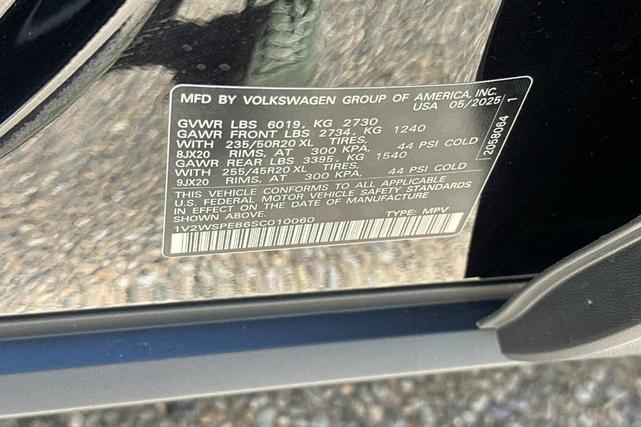 MFD BY VOLKSWAGEN GROUP OF AMERICA, INC.
USA 05/2025
GVWR LBS 6019, KG 2730
GAWR FRONT LBS 2734, KG 1240
WITH 235/50R20 XL TIRES,
8JX20 RIMS, AT 300 KPA, 44 PSI COLD
GAWR REAR LBS 3395, KG 1540
WITH 255/45R20 XL TIRES,
9JX20 RIMS, AT 300 KPA, 44 PSI COLD
THIS VEHICLE CONFORMS TO ALL APPLICABLE
U.S. FEDERAL MOTOR VEHICLE SAFETY STANDARDS
IN EFFECT ON THE DATE OF MANUFACTURE
SHOWN ABOVE.
1V2WSPEB6SC010060 TYPE: MPV
2058064 1